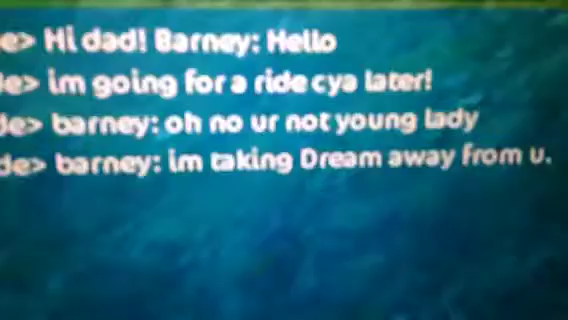 e> Hi dad! Barney: Hello
de> im going for a ride cya later!
de> barney: oh no ur not young lady
de> barney: im taking Dream away from u.